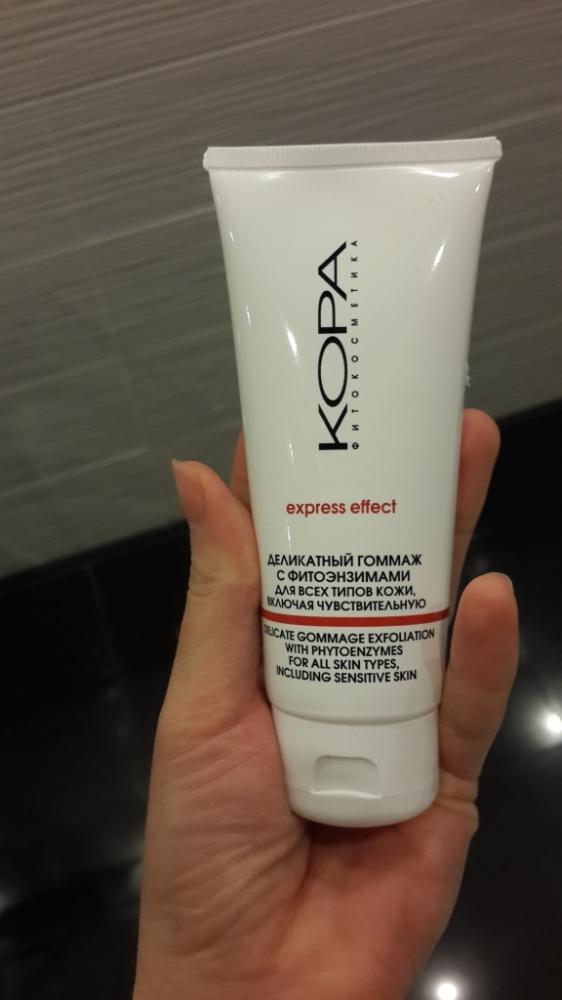 КОРА
ФИТОКОСМЕТИКА
express effect
ДЕЛИКАТНЫЙ ГОММАЖ
С ФИТОЭНЗИМАМИ
ДЛЯ ВСЕХ ТИПОВ КОЖИ,
ВКЛЮЧАЯ ЧУВСТВИТЕЛЬНУЮ
DELICATE GOMMAGE EXFOLIATION
WITH PHYTOENZYMES
FOR ALL SKIN TYPES,
INCLUDING SENSITIVE SKIN